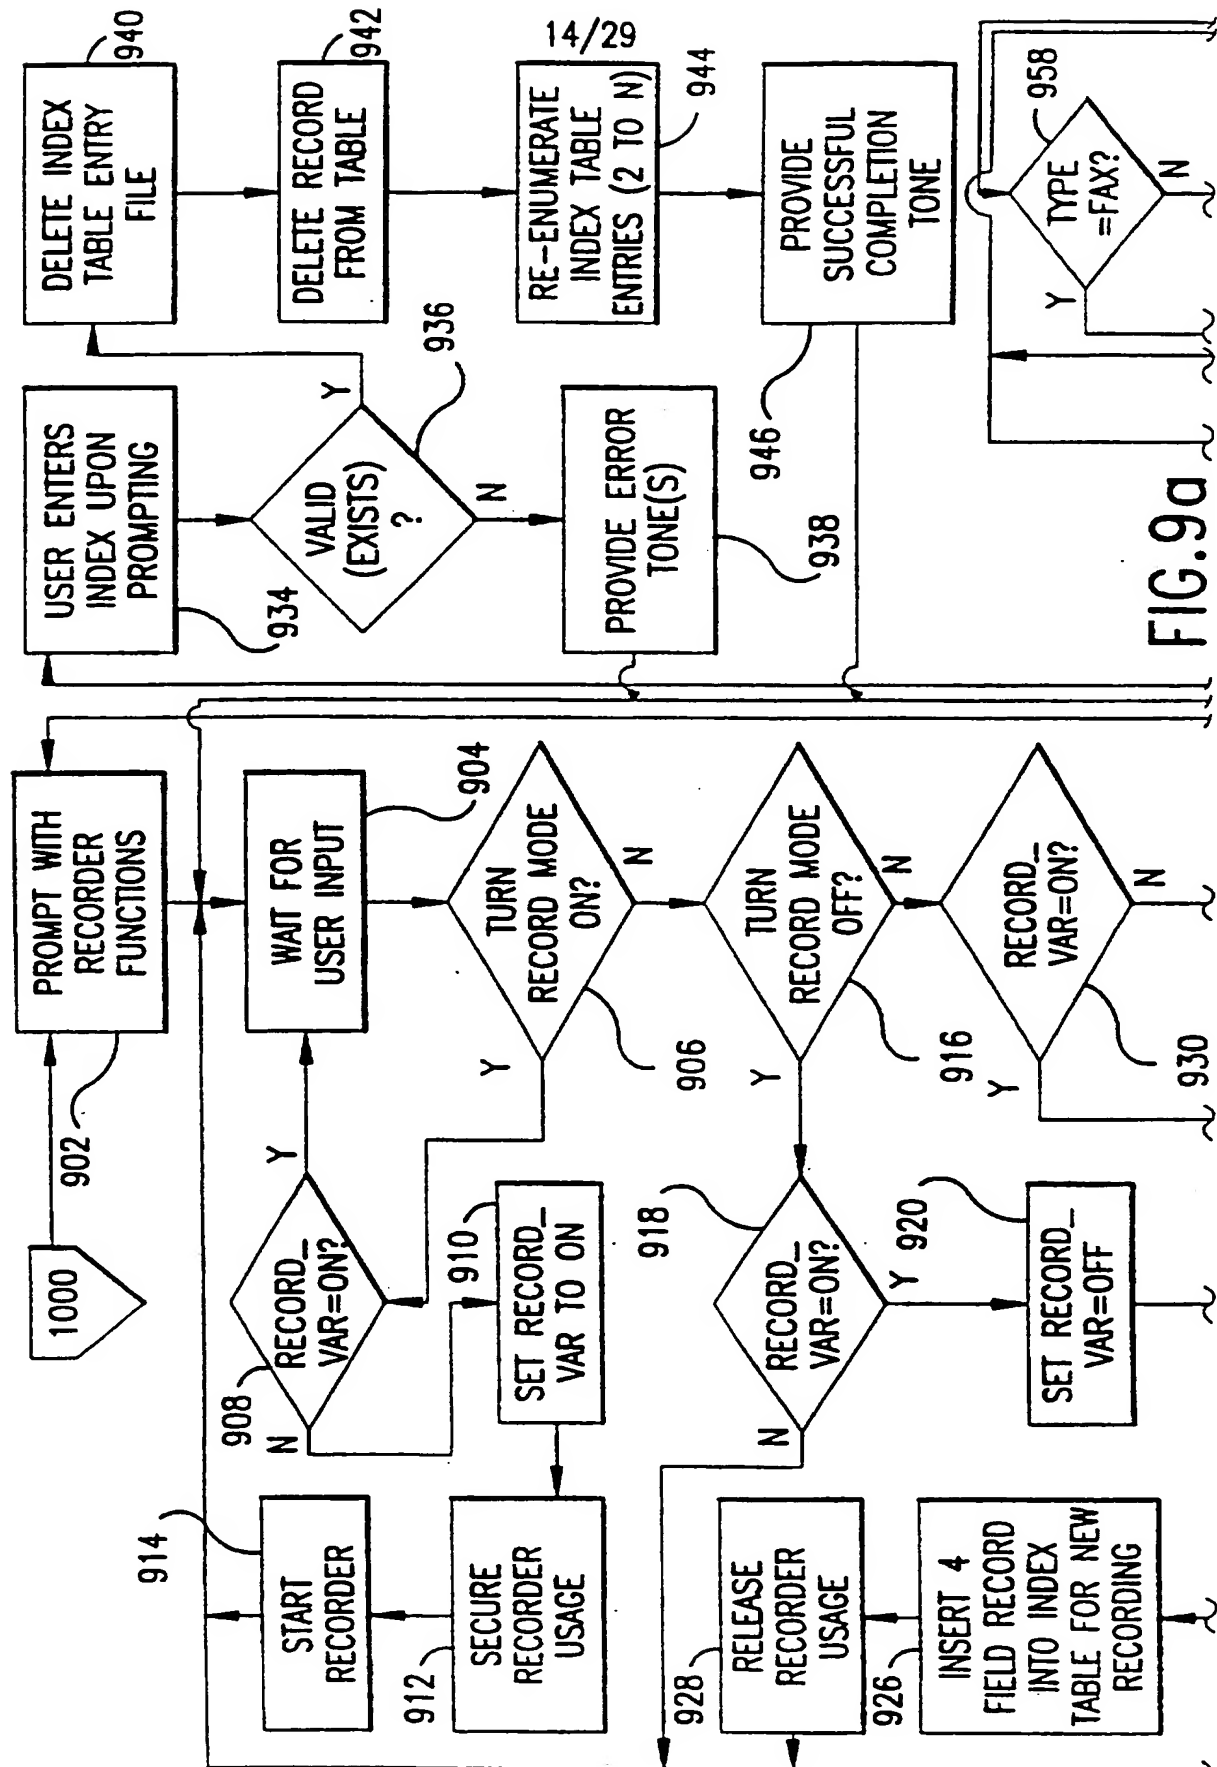 14/29
1000
902
PROMPT WITH
RECORDER
FUNCTIONS
WAIT FOR
USER INPUT
904
TURN
RECORD MODE
ON?
906
Y
N
RECORD_
VAR=ON?
908
Y
N
SET RECORD_
VAR TO ON
910
SECURE
RECORDER
USAGE
912
START
RECORDER
914
TURN
RECORD MODE
OFF?
916
Y
N
RECORD_
VAR=ON?
918
Y
N
SET RECORD_
VAR=OFF
920
INSERT 4
FIELD RECORD
INTO INDEX
TABLE FOR NEW
RECORDING
926
RELEASE
RECORDER
USAGE
928
RECORD_
VAR=ON?
930
Y
N
USER ENTERS
INDEX UPON
PROMPTING
934
VALID
(EXISTS)
?
936
Y
N
PROVIDE ERROR
TONE(S)
938
DELETE INDEX
TABLE ENTRY
FILE
940
DELETE RECORD
FROM TABLE
942
RE-ENUMERATE
INDEX TABLE
ENTRIES (2 TO N)
944
PROVIDE
SUCCESSFUL
COMPLETION
TONE
946
TYPE
=FAX?
958
Y
N
FIG.9a